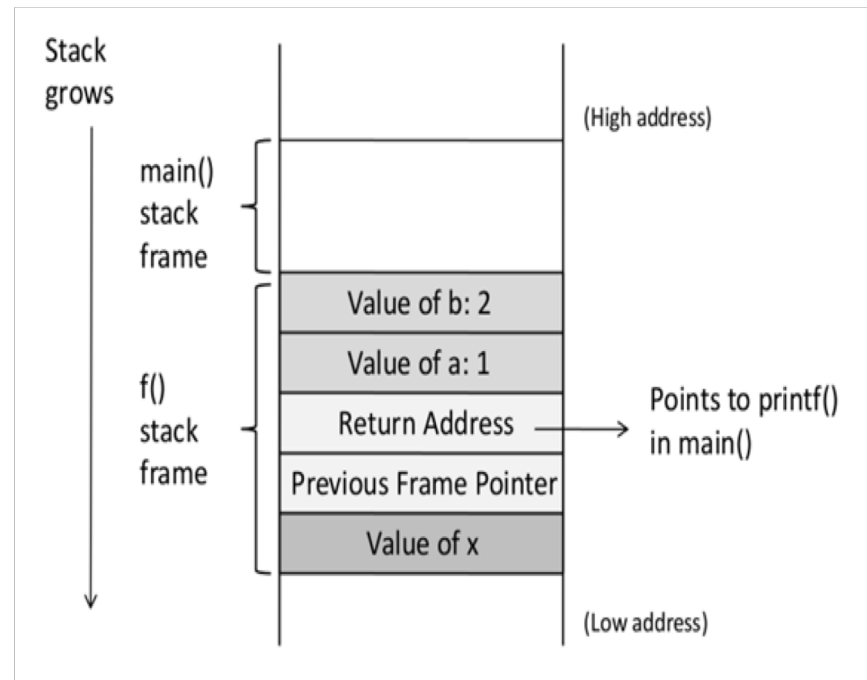 Stack
grows
(High address)
main()
stack
frame
Value of b: 2
Value of a: 1
f()
stack
frame
Return Address
Points to printf()
in main()
Previous Frame Pointer
Value of x
(Low address)